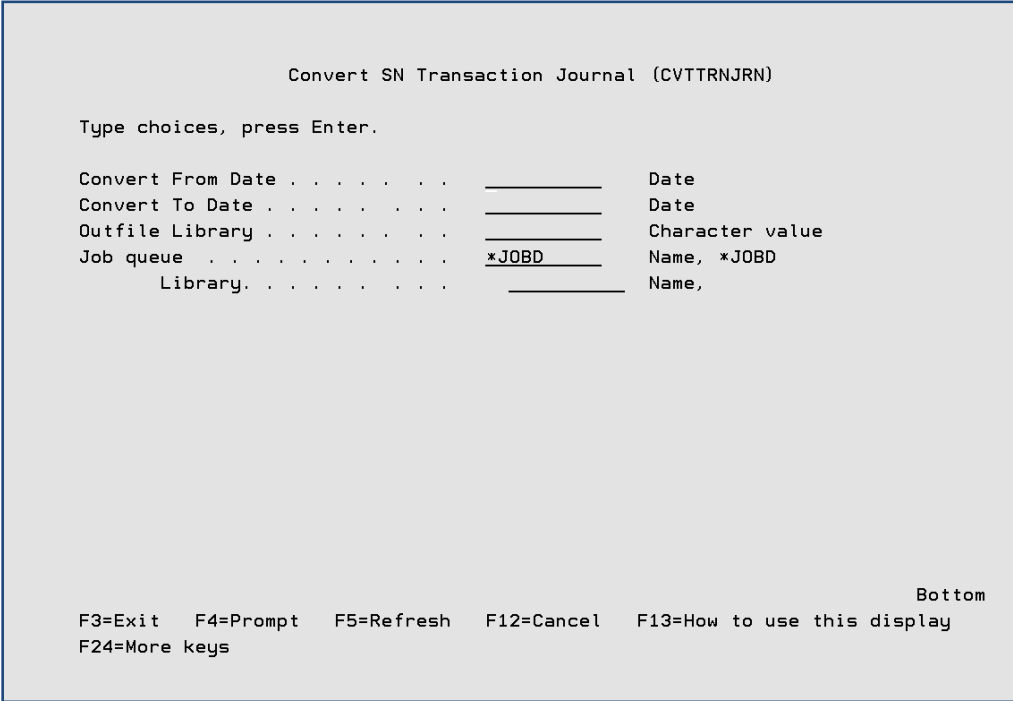 Convert SN Transaction Journal (CVTTRNJRN)
Type choices, press Enter.
Convert From Date . . . . . . . Date
Convert To Date . . . . . . . . Date
Outfile Library . . . . . . . . Character value
Job queue . . . . . . . . . . . *JOBD Name, *JOBD
Library. . . . . . . . . Name,
Bottom
F3=Exit F4=Prompt F5=Refresh F12=Cancel F13=How to use this display
F24=More keys